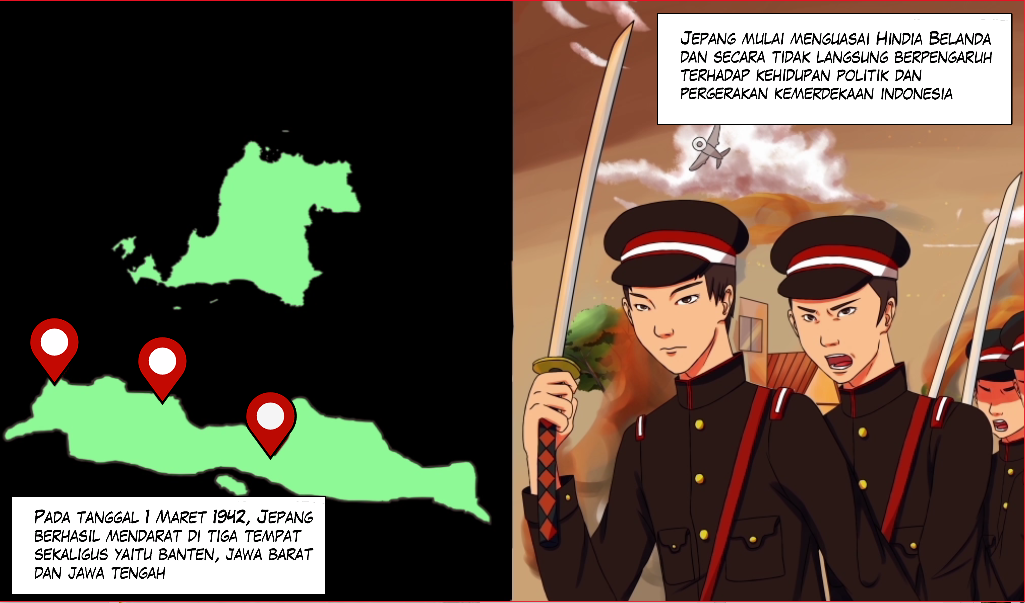 PADA TANGGAL 1 MARET 1942, JEPANG
BERHASIL MENDARAT DI TIGA TEMPAT
SEKALIGUS YAITU BANTEN, JAWA BARAT
DAN JAWA TENGAH
JEPANG MULAI MENGUASAI HINDIA BELANDA
DAN SECARA TIDAK LANGSUNG BERPENGARUH
TERHADAP KEHIDUPAN POLITIK DAN
PERGERAKAN KEMERDEKAAN INDONESIA